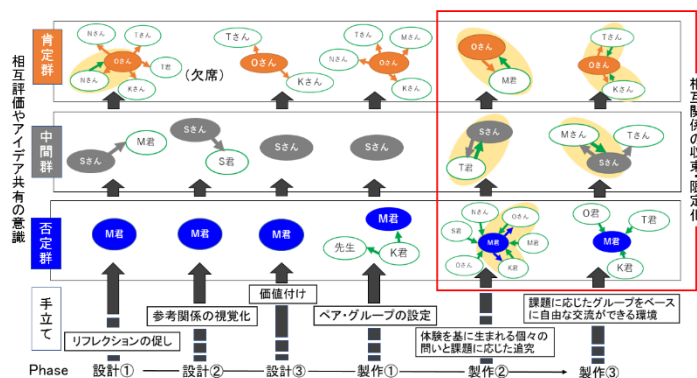 相互評価やアイデア共有の意識
肯定群
Nさん
Tさん
Oさん
T君
Nさん
Kさん
(欠席)
Tさん
Oさん
Kさん
Tさん
Mさん
Oさん
Nさん
Kさん
Oさん
M君
Tさん
Oさん
Kさん
中間群
Sさん
M君
Sさん
S君
Sさん
Sさん
Sさん
T君
Mさん
Tさん
Sさん
否定群
M君
M君
M君
M君
先生
K君
Nさん
Oさん
S君
M君
M君
Oさん
K君
O君
T君
M君
K君
相互関係の収束・限定化
手立て
リフレクションの促し
参考関係の視覚化
価値付け
ペア・グループの設定
体験を基に生まれる個々の
問いと課題に応じた追究
課題に応じたグループをベース
に自由な交流ができる環境
Phase
設計①
設計②
設計③
製作①
製作②
製作③